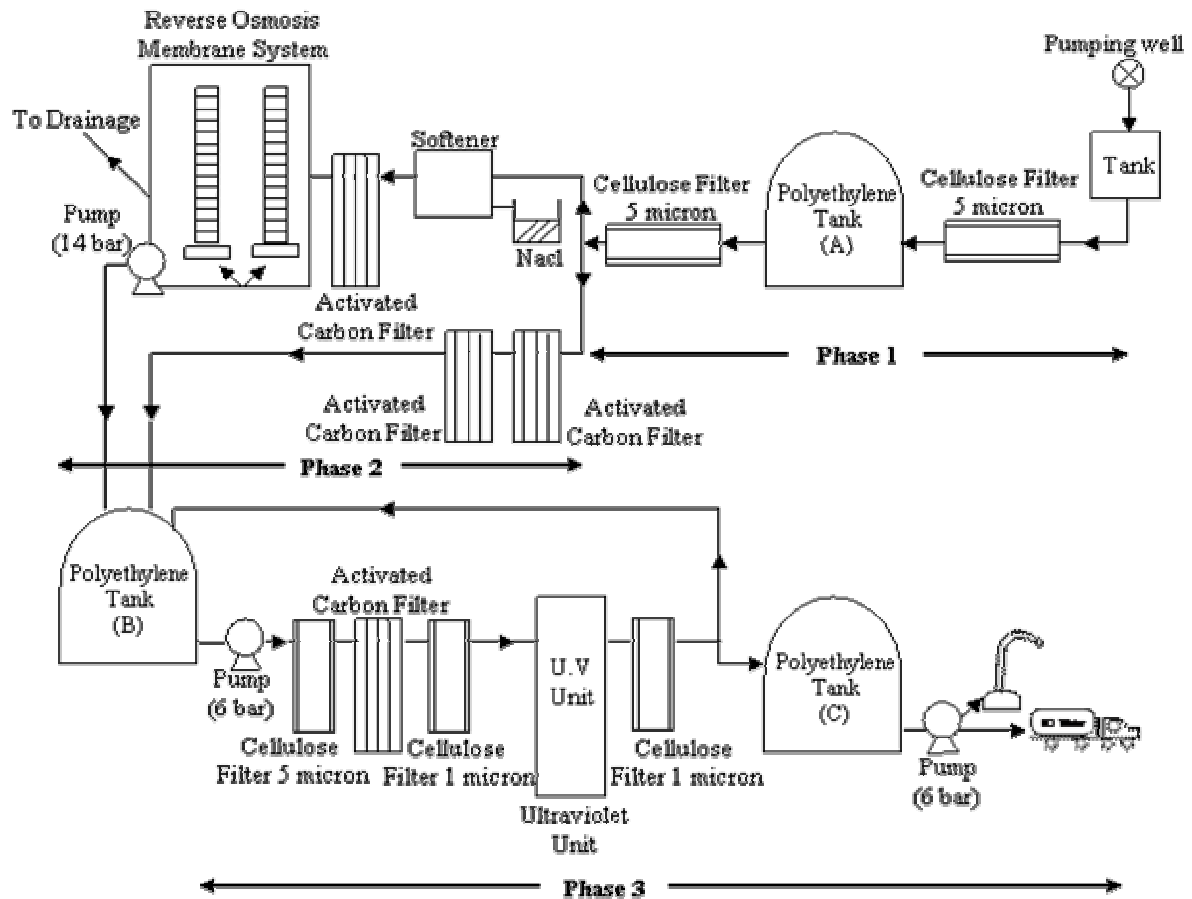 Reverse Osmosis
Membrane System
Pumping well
To Drainage
Softener
Tank
Cellulose Filter
5 micron
Polyethylene
Tank
(A)
Cellulose Filter
5 micron
Pump
(14 bar)
Nacl
Activated
Carbon Filter
Phase 1
Activated
Carbon Filter
Activated
Carbon Filter
Phase 2
Polyethylene
Tank
(B)
Activated
Carbon Filter
U.V
Unit
Polyethylene
Tank
(C)
Pump
(6 bar)
Cellulose
Filter 5 micron
Cellulose
Filter 1 micron
Cellulose
Filter 1 micron
Pump
(6 bar)
Ultraviolet
Unit
Phase 3